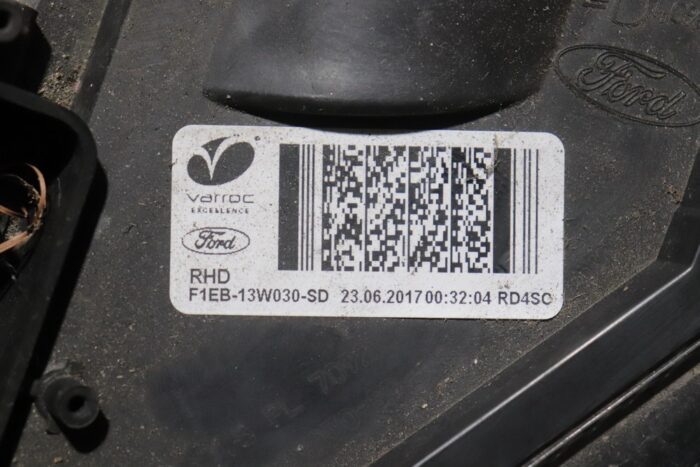 Ford
varroc
EXCELLENCE
Ford
RHD
F1EB-13W030-SD 23.06.2017 00:32:04 RD4SC